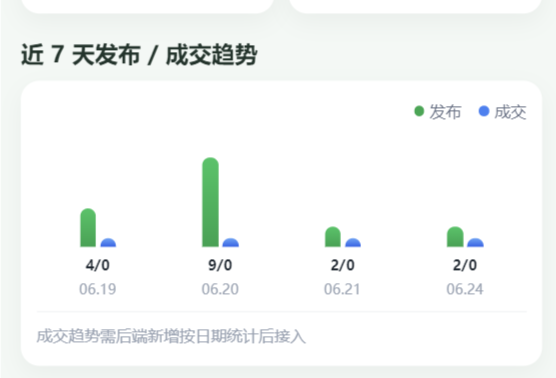 近 7 天发布 / 成交趋势
发布 成交
4/0 9/0 2/0 2/0
06.19 06.20 06.21 06.24
成交趋势需后端新增按日期统计后接入